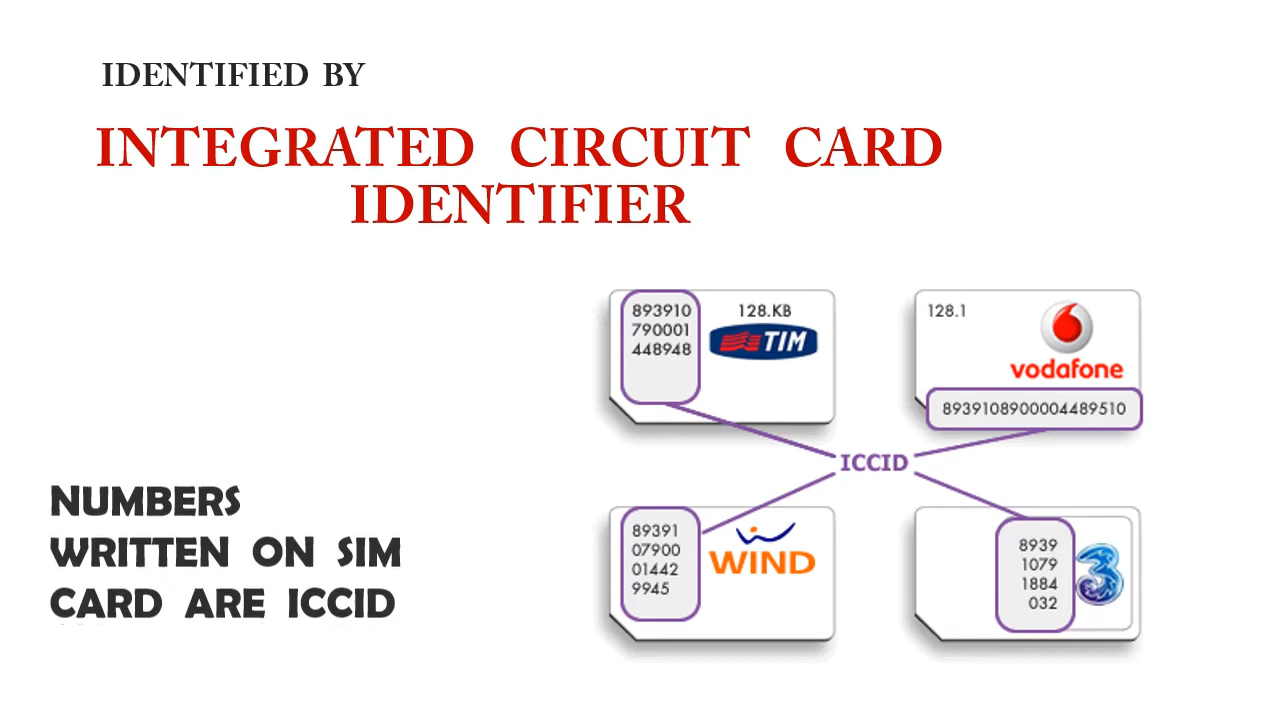 IDENTIFIED BY
INTEGRATED CIRCUIT CARD
IDENTIFIER
893910
790001
448948
128.KB
TIM
128.1
vodafone
8939108900004489510
ICCID
89391
07900
01442
9945
WIND
8939
1079
1884
032
3
NUMBERS
WRITTEN ON SIM
CARD ARE ICCID